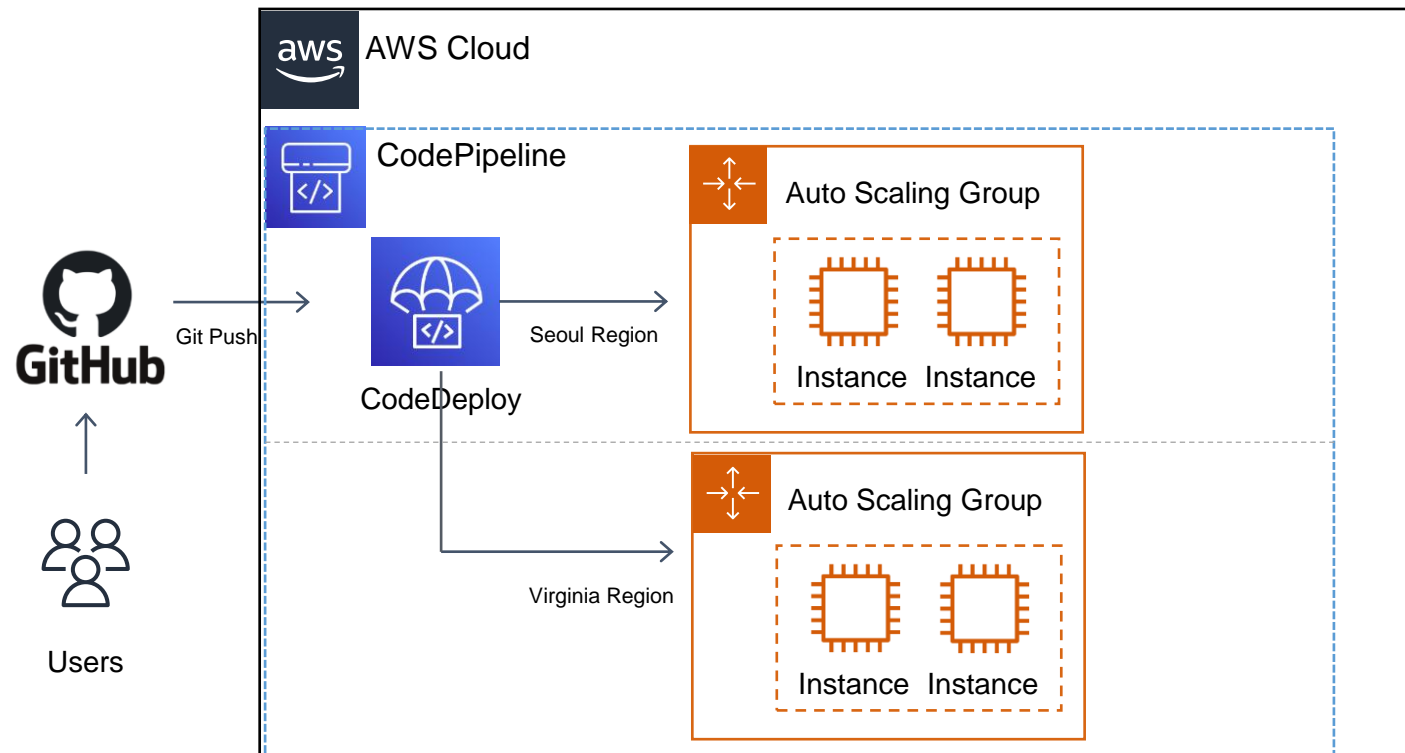 aws
AWS Cloud
CodePipeline
Auto Scaling Group
</>
Instance Instance
GitHub
Git Push
</>
CodeDeploy
Seoul Region
Auto Scaling Group
Instance Instance
Virginia Region
Users